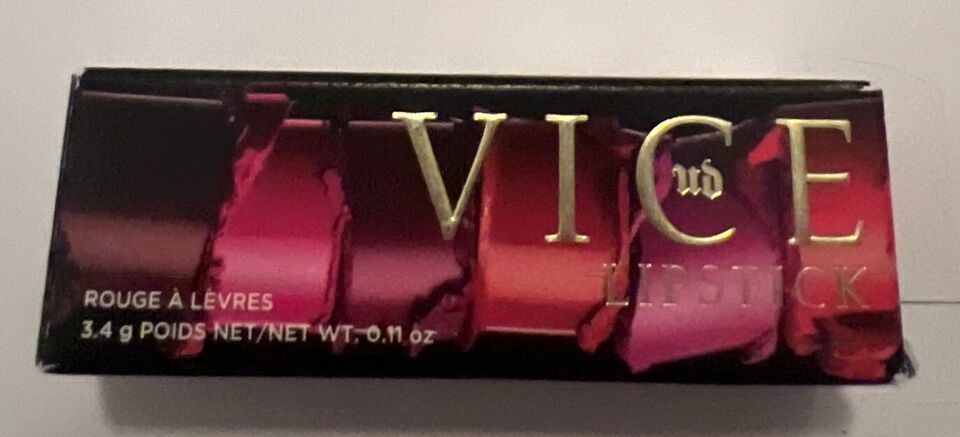 VICE
ud
LIPSTICK
ROUGE À LÈVRES
3.4 g POIDS NET/NET WT. 0.11 oz